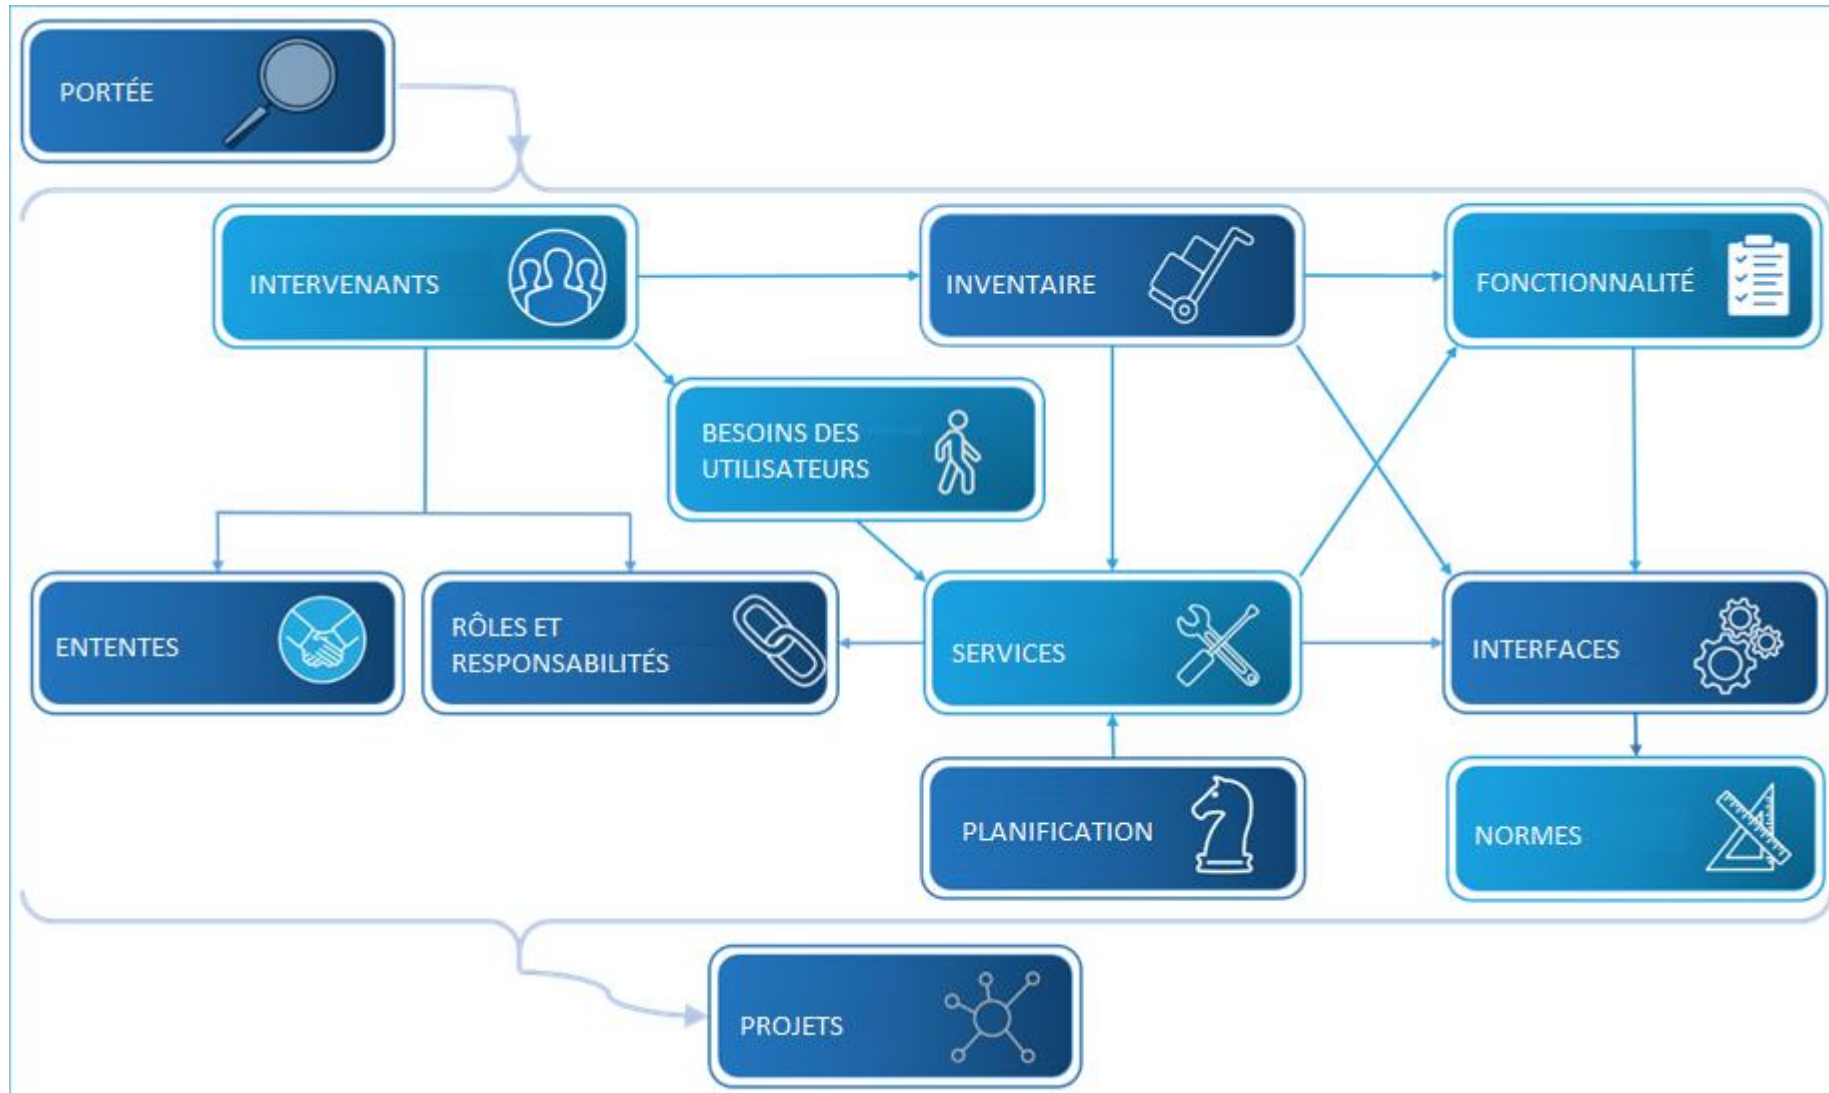 PORTÉE
INTERVENANTS
INVENTAIRE
FONCTIONNALITÉ
BESOINS DES
UTILISATEURS
ENTENTES
RÔLES ET
RESPONSABILITÉS
SERVICES
INTERFACES
PLANIFICATION
NORMES
PROJETS